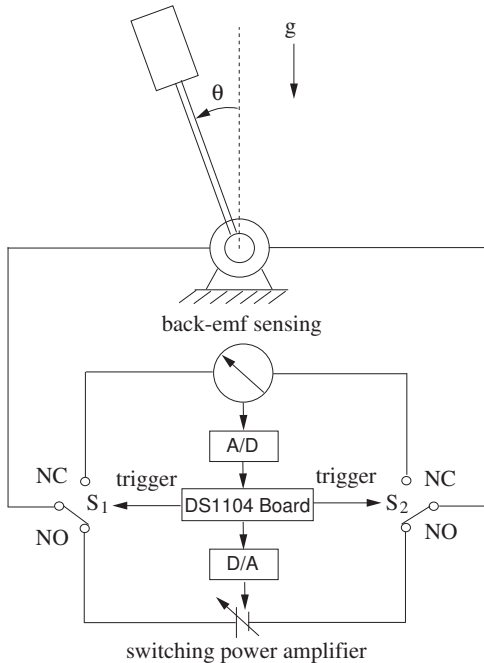 g
θ
back-emf sensing
A/D
NC
trigger
trigger
NC
S1
DS1104 Board
S2
NO
NO
D/A
switching power amplifier